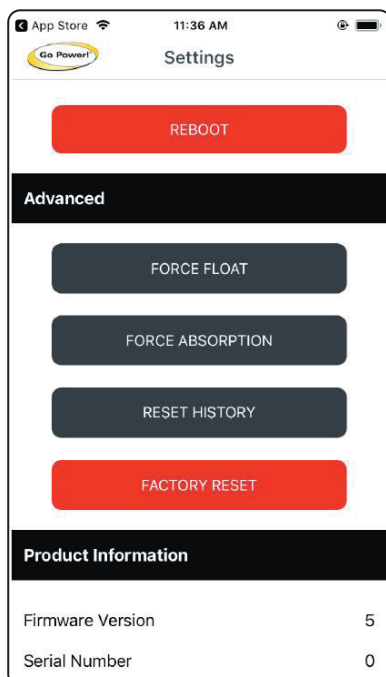 App Store 11:36 AM
Go Power!
Settings
REBOOT
Advanced
FORCE FLOAT
FORCE ABSORPTION
RESET HISTORY
FACTORY RESET
Product Information
Firmware Version 5
Serial Number 0